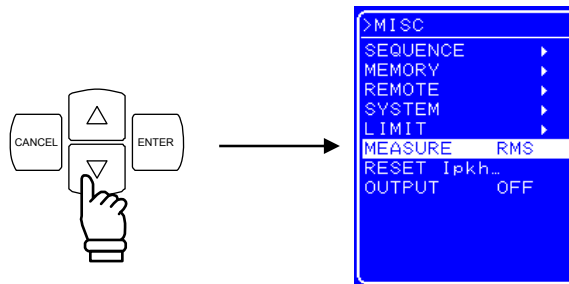 CANCEL
ENTER
>MISC
SEQUENCE
MEMORY
REMOTE
SYSTEM
LIMIT
MEASURE RMS
RESET Ipkh…
OUTPUT OFF